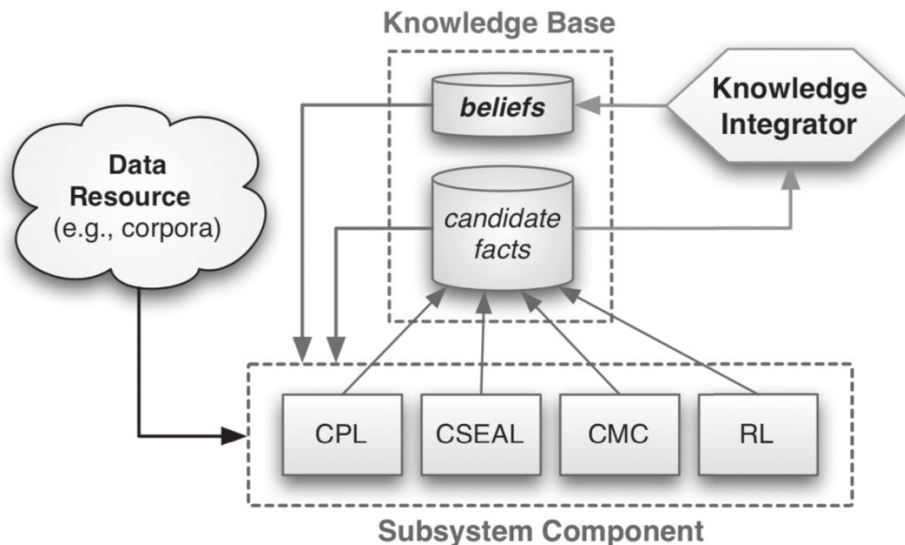 Knowledge Base
beliefs
Knowledge
Integrator
Data
Resource
(e.g., corpora)
candidate
facts
CPL
CSEAL
CMC
RL
Subsystem Component